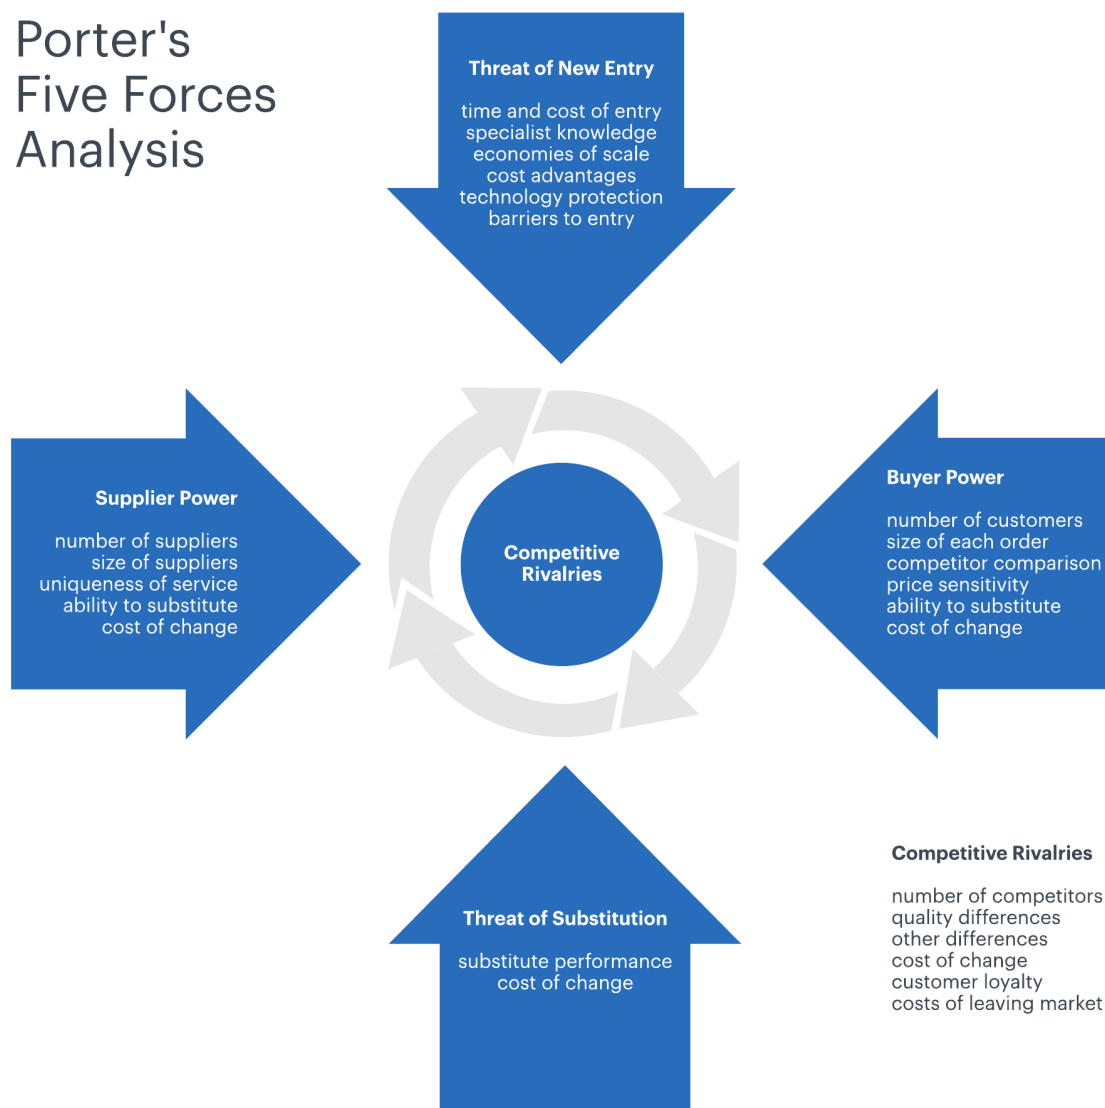 Porter's
Five Forces
Analysis
Threat of New Entry
time and cost of entry
specialist knowledge
economies of scale
cost advantages
technology protection
barriers to entry
Supplier Power
number of suppliers
size of suppliers
uniqueness of service
ability to substitute
cost of change
Competitive
Rivalries
Buyer Power
number of customers
size of each order
competitor comparison
price sensitivity
ability to substitute
cost of change
Threat of Substitution
substitute performance
cost of change
Competitive Rivalries
number of competitors
quality differences
other differences
cost of change
customer loyalty
costs of leaving market